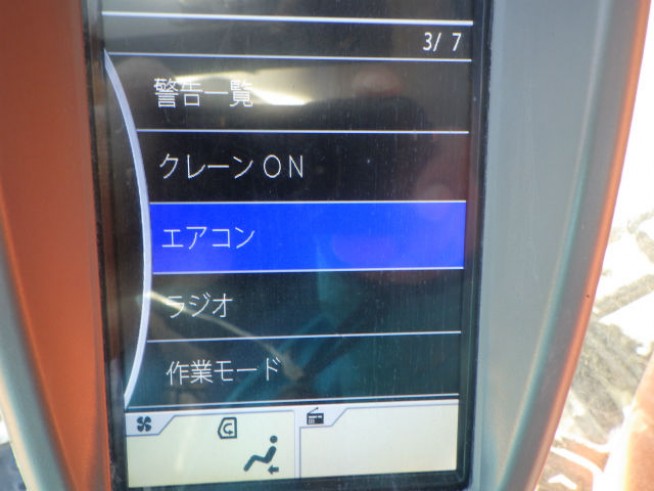 3/ 7
警告一覧
クレーン ON
エアコン
ラジオ
作業モード